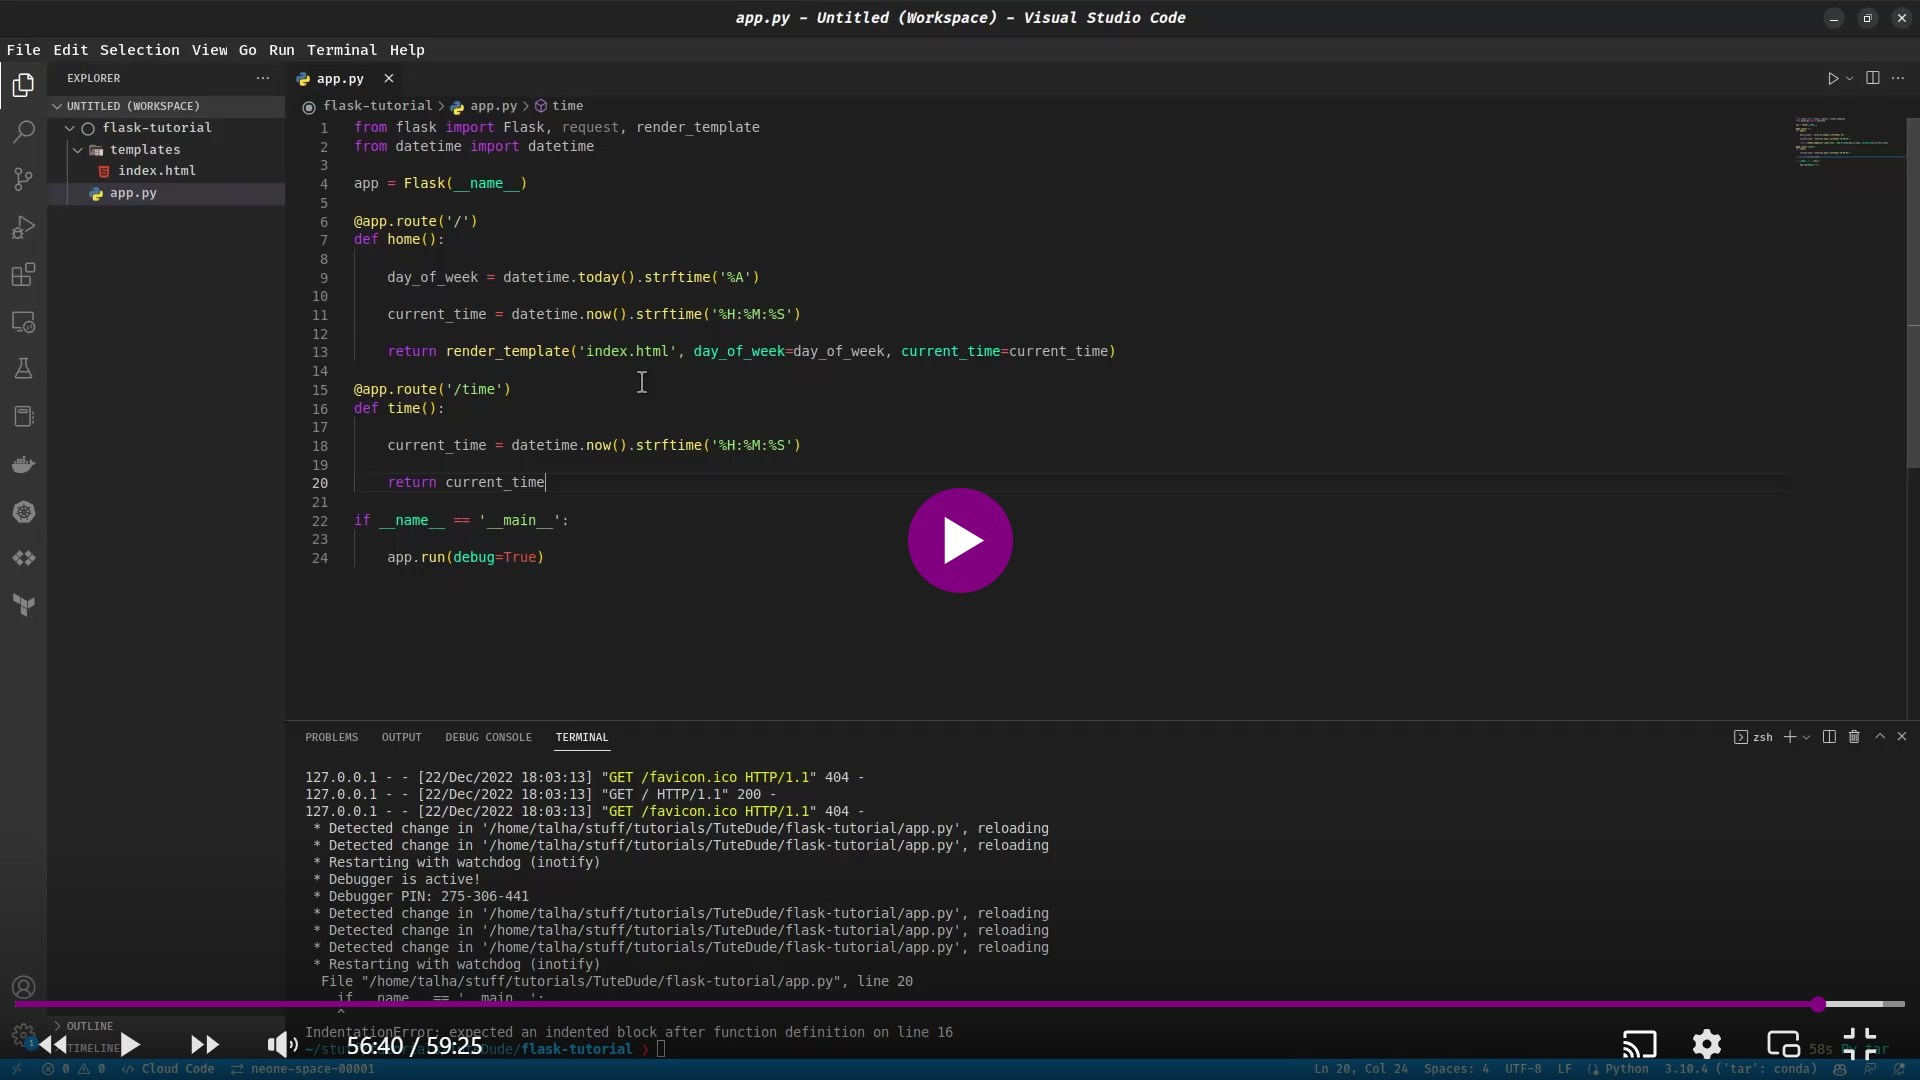 app.py - Untitled (Workspace) - Visual Studio Code
File Edit Selection View Go Run Terminal Help
EXPLORER
UNTITLED (WORKSPACE)
flask-tutorial
templates
index.html
app.py
app.py
flask-tutorial > app.py > time
1 from flask import Flask, request, render_template
2 from datetime import datetime
3
4 app = Flask(__name__)
5
6 @app.route('/')
7 def home():
8
9 day_of_week = datetime.today().strftime('%A')
10
11 current_time = datetime.now().strftime('%H:%M:%S')
12
13 return render_template('index.html', day_of_week=day_of_week, current_time=current_time)
14
15 @app.route('/time')
16 def time():
17
18 current_time = datetime.now().strftime('%H:%M:%S')
19
20 return current_time
21
22 if __name__ == '__main__':
23
24 app.run(debug=True)
PROBLEMS OUTPUT DEBUG CONSOLE TERMINAL
zsh
127.0.0.1 - - [22/Dec/2022 18:03:13] "GET /favicon.ico HTTP/1.1" 404 -
127.0.0.1 - - [22/Dec/2022 18:03:13] "GET / HTTP/1.1" 200 -
127.0.0.1 - - [22/Dec/2022 18:03:13] "GET /favicon.ico HTTP/1.1" 404 -
* Detected change in '/home/talha/stuff/tutorials/TuteDude/flask-tutorial/app.py', reloading
* Detected change in '/home/talha/stuff/tutorials/TuteDude/flask-tutorial/app.py', reloading
* Restarting with watchdog (inotify)
* Debugger is active!
* Debugger PIN: 275-306-441
* Detected change in '/home/talha/stuff/tutorials/TuteDude/flask-tutorial/app.py', reloading
* Detected change in '/home/talha/stuff/tutorials/TuteDude/flask-tutorial/app.py', reloading
* Detected change in '/home/talha/stuff/tutorials/TuteDude/flask-tutorial/app.py', reloading
* Restarting with watchdog (inotify)
File "/home/talha/stuff/tutorials/TuteDude/flask-tutorial/app.py", line 20
if __name__ == '__main__':
^
IndentationError: expected an indented block after function definition on line 16
flask-tutorial ❯
OUTLINE
TIMELINE
1
56:40 / 59:25
58s
0 0 Cloud Code neone-space-00001
Ln 20, Col 24 Spaces: 4 UTF-8 LF Python 3.10.4 ('tar': conda)